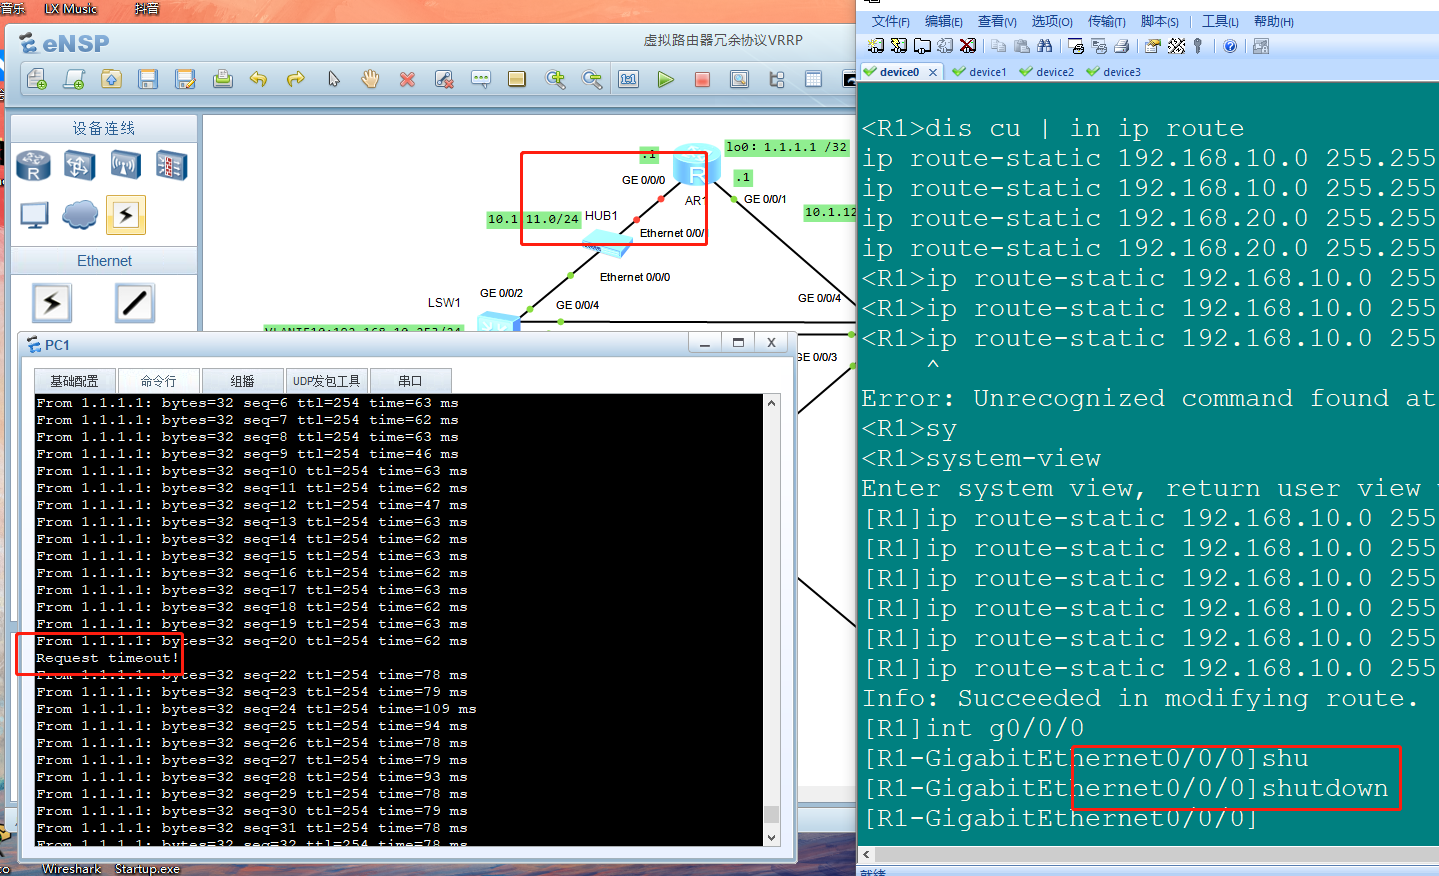 音乐
LX Music
抖音
eNSP
虚拟路由器冗余协议VRRP
设备连线
Ethernet
.1
lo0: 1.1.1.1 /32
GE 0/0/0
.1
AR1
GE 0/0/1
10.1.11.0/24
HUB1
10.1.12
Ethernet 0/0/
Ethernet 0/0/0
GE 0/0/2
LSW1
GE 0/0/4
GE 0/0/4
VLANIF10:192.168.10.253/24
GE 0/0/3
PC1
基础配置
命令行
组播
UDP发包工具
串口
From 1.1.1.1: bytes=32 seq=6 ttl=254 time=63 ms
From 1.1.1.1: bytes=32 seq=7 ttl=254 time=62 ms
From 1.1.1.1: bytes=32 seq=8 ttl=254 time=63 ms
From 1.1.1.1: bytes=32 seq=9 ttl=254 time=46 ms
From 1.1.1.1: bytes=32 seq=10 ttl=254 time=63 ms
From 1.1.1.1: bytes=32 seq=11 ttl=254 time=62 ms
From 1.1.1.1: bytes=32 seq=12 ttl=254 time=47 ms
From 1.1.1.1: bytes=32 seq=13 ttl=254 time=63 ms
From 1.1.1.1: bytes=32 seq=14 ttl=254 time=62 ms
From 1.1.1.1: bytes=32 seq=15 ttl=254 time=63 ms
From 1.1.1.1: bytes=32 seq=16 ttl=254 time=62 ms
From 1.1.1.1: bytes=32 seq=17 ttl=254 time=63 ms
From 1.1.1.1: bytes=32 seq=18 ttl=254 time=62 ms
From 1.1.1.1: bytes=32 seq=19 ttl=254 time=63 ms
From 1.1.1.1: bytes=32 seq=20 ttl=254 time=62 ms
Request timeout!
From 1.1.1.1: bytes=32 seq=22 ttl=254 time=78 ms
From 1.1.1.1: bytes=32 seq=23 ttl=254 time=79 ms
From 1.1.1.1: bytes=32 seq=24 ttl=254 time=109 ms
From 1.1.1.1: bytes=32 seq=25 ttl=254 time=94 ms
From 1.1.1.1: bytes=32 seq=26 ttl=254 time=78 ms
From 1.1.1.1: bytes=32 seq=27 ttl=254 time=79 ms
From 1.1.1.1: bytes=32 seq=28 ttl=254 time=93 ms
From 1.1.1.1: bytes=32 seq=29 ttl=254 time=78 ms
From 1.1.1.1: bytes=32 seq=30 ttl=254 time=79 ms
From 1.1.1.1: bytes=32 seq=31 ttl=254 time=78 ms
From 1.1.1.1: bytes=32 seq=32 ttl=254 time=78 ms
Wireshark
Startup.exe
文件(F) 编辑(E) 查看(V) 选项(O) 传输(T) 脚本(S) 工具(L) 帮助(H)
device0 device1 device2 device3
<R1>dis cu | in ip route
ip route-static 192.168.10.0 255.255
ip route-static 192.168.10.0 255.255
ip route-static 192.168.20.0 255.255
ip route-static 192.168.20.0 255.255
<R1>ip route-static 192.168.10.0 255
<R1>ip route-static 192.168.10.0 255
<R1>ip route-static 192.168.10.0 255
^
Error: Unrecognized command found at
<R1>sy
<R1>system-view
Enter system view, return user view
[R1]ip route-static 192.168.10.0 255
[R1]ip route-static 192.168.10.0 255
[R1]ip route-static 192.168.10.0 255
[R1]ip route-static 192.168.10.0 255
[R1]ip route-static 192.168.10.0 255
[R1]ip route-static 192.168.10.0 255
Info: Succeeded in modifying route.
[R1]int g0/0/0
[R1-GigabitEthernet0/0/0]shu
[R1-GigabitEthernet0/0/0]shutdown
[R1-GigabitEthernet0/0/0]
就绪